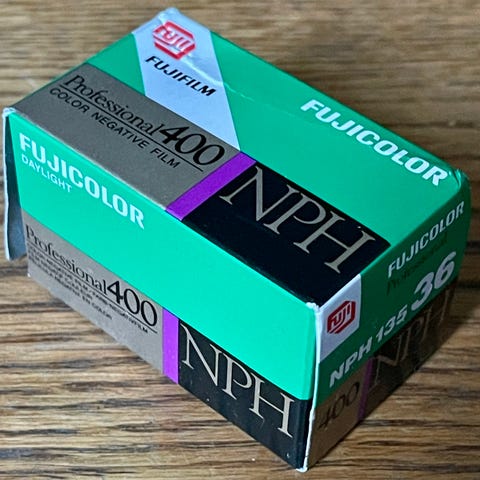 FUJI
FUJIFILM
FUJICOLOR
Professional 400
COLOR NEGATIVE FILM
NPH
FUJICOLOR
DAYLIGHT
Professional 400
NPH
FUJI
FUJICOLOR
Professional
NPH 135 36
400 NPH